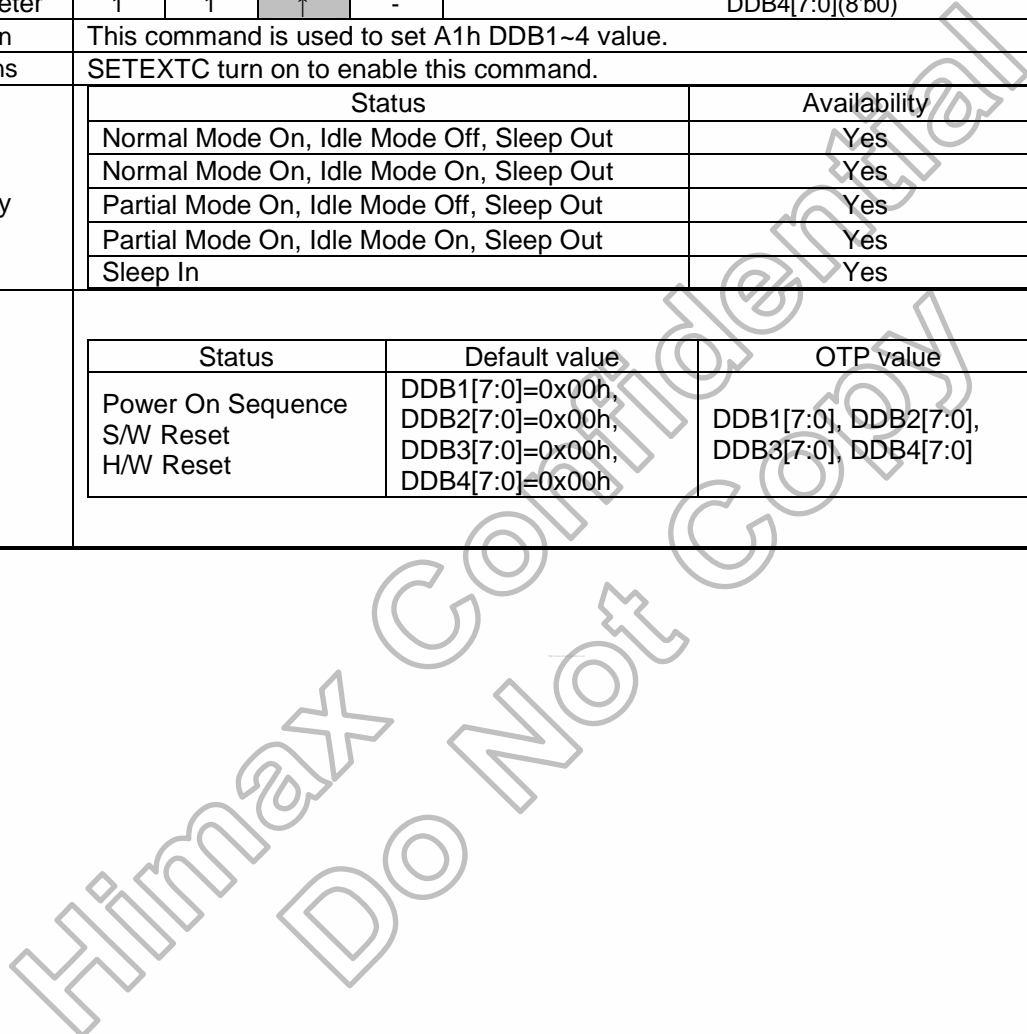 eter 1 1 ↑ - DDB4[7:0](8'b0)
n This command is used to set A1h DDB1~4 value.
ns SETEXTC turn on to enable this command.
Status Availability
Normal Mode On, Idle Mode Off, Sleep Out Yes
Normal Mode On, Idle Mode On, Sleep Out Yes
y Partial Mode On, Idle Mode Off, Sleep Out Yes
Partial Mode On, Idle Mode On, Sleep Out Yes
Sleep In Yes
Status Default value OTP value
Power On Sequence
S/W Reset
H/W Reset
DDB1[7:0]=0x00h,
DDB2[7:0]=0x00h,
DDB3[7:0]=0x00h,
DDB4[7:0]=0x00h
DDB1[7:0], DDB2[7:0],
DDB3[7:0], DDB4[7:0]
Himax Confidential
Do Not Copy